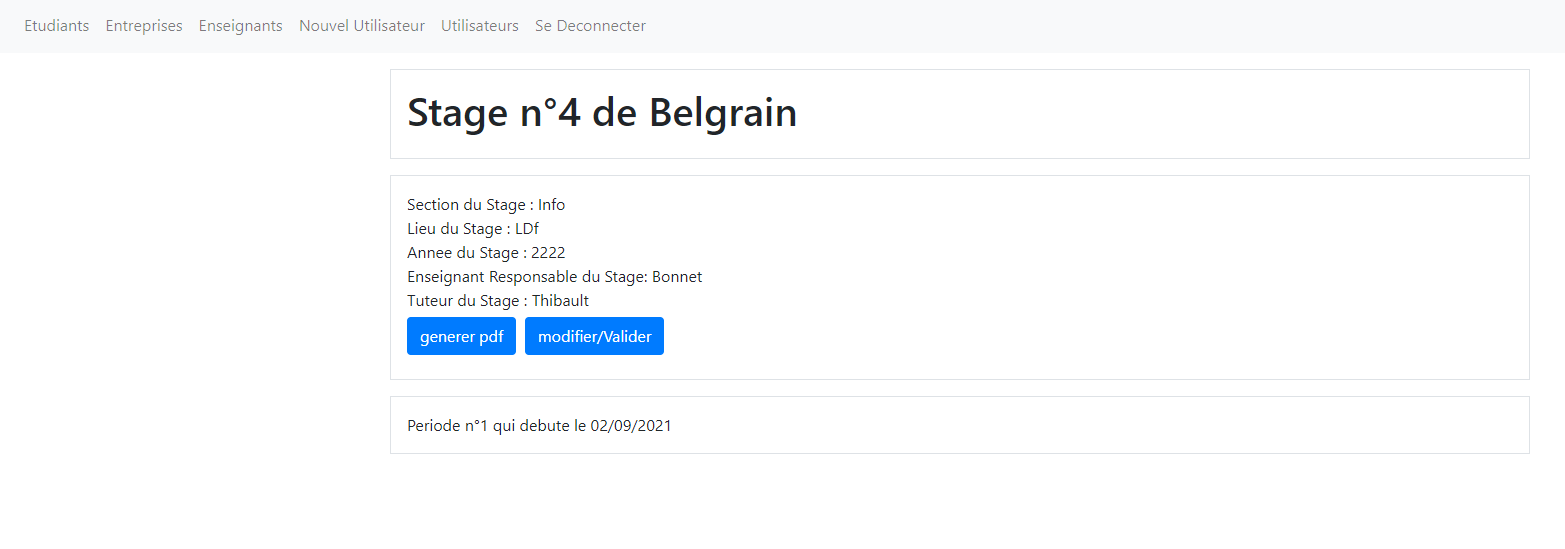 Etudiants Entreprises Enseignants Nouvel Utilisateur Utilisateurs Se Deconnecter
Stage n°4 de Belgrain
Section du Stage : Info
Lieu du Stage : LDf
Annee du Stage : 2222
Enseignant Responsable du Stage: Bonnet
Tuteur du Stage : Thibault
generer pdf modifier/Valider
Periode n°1 qui debute le 02/09/2021